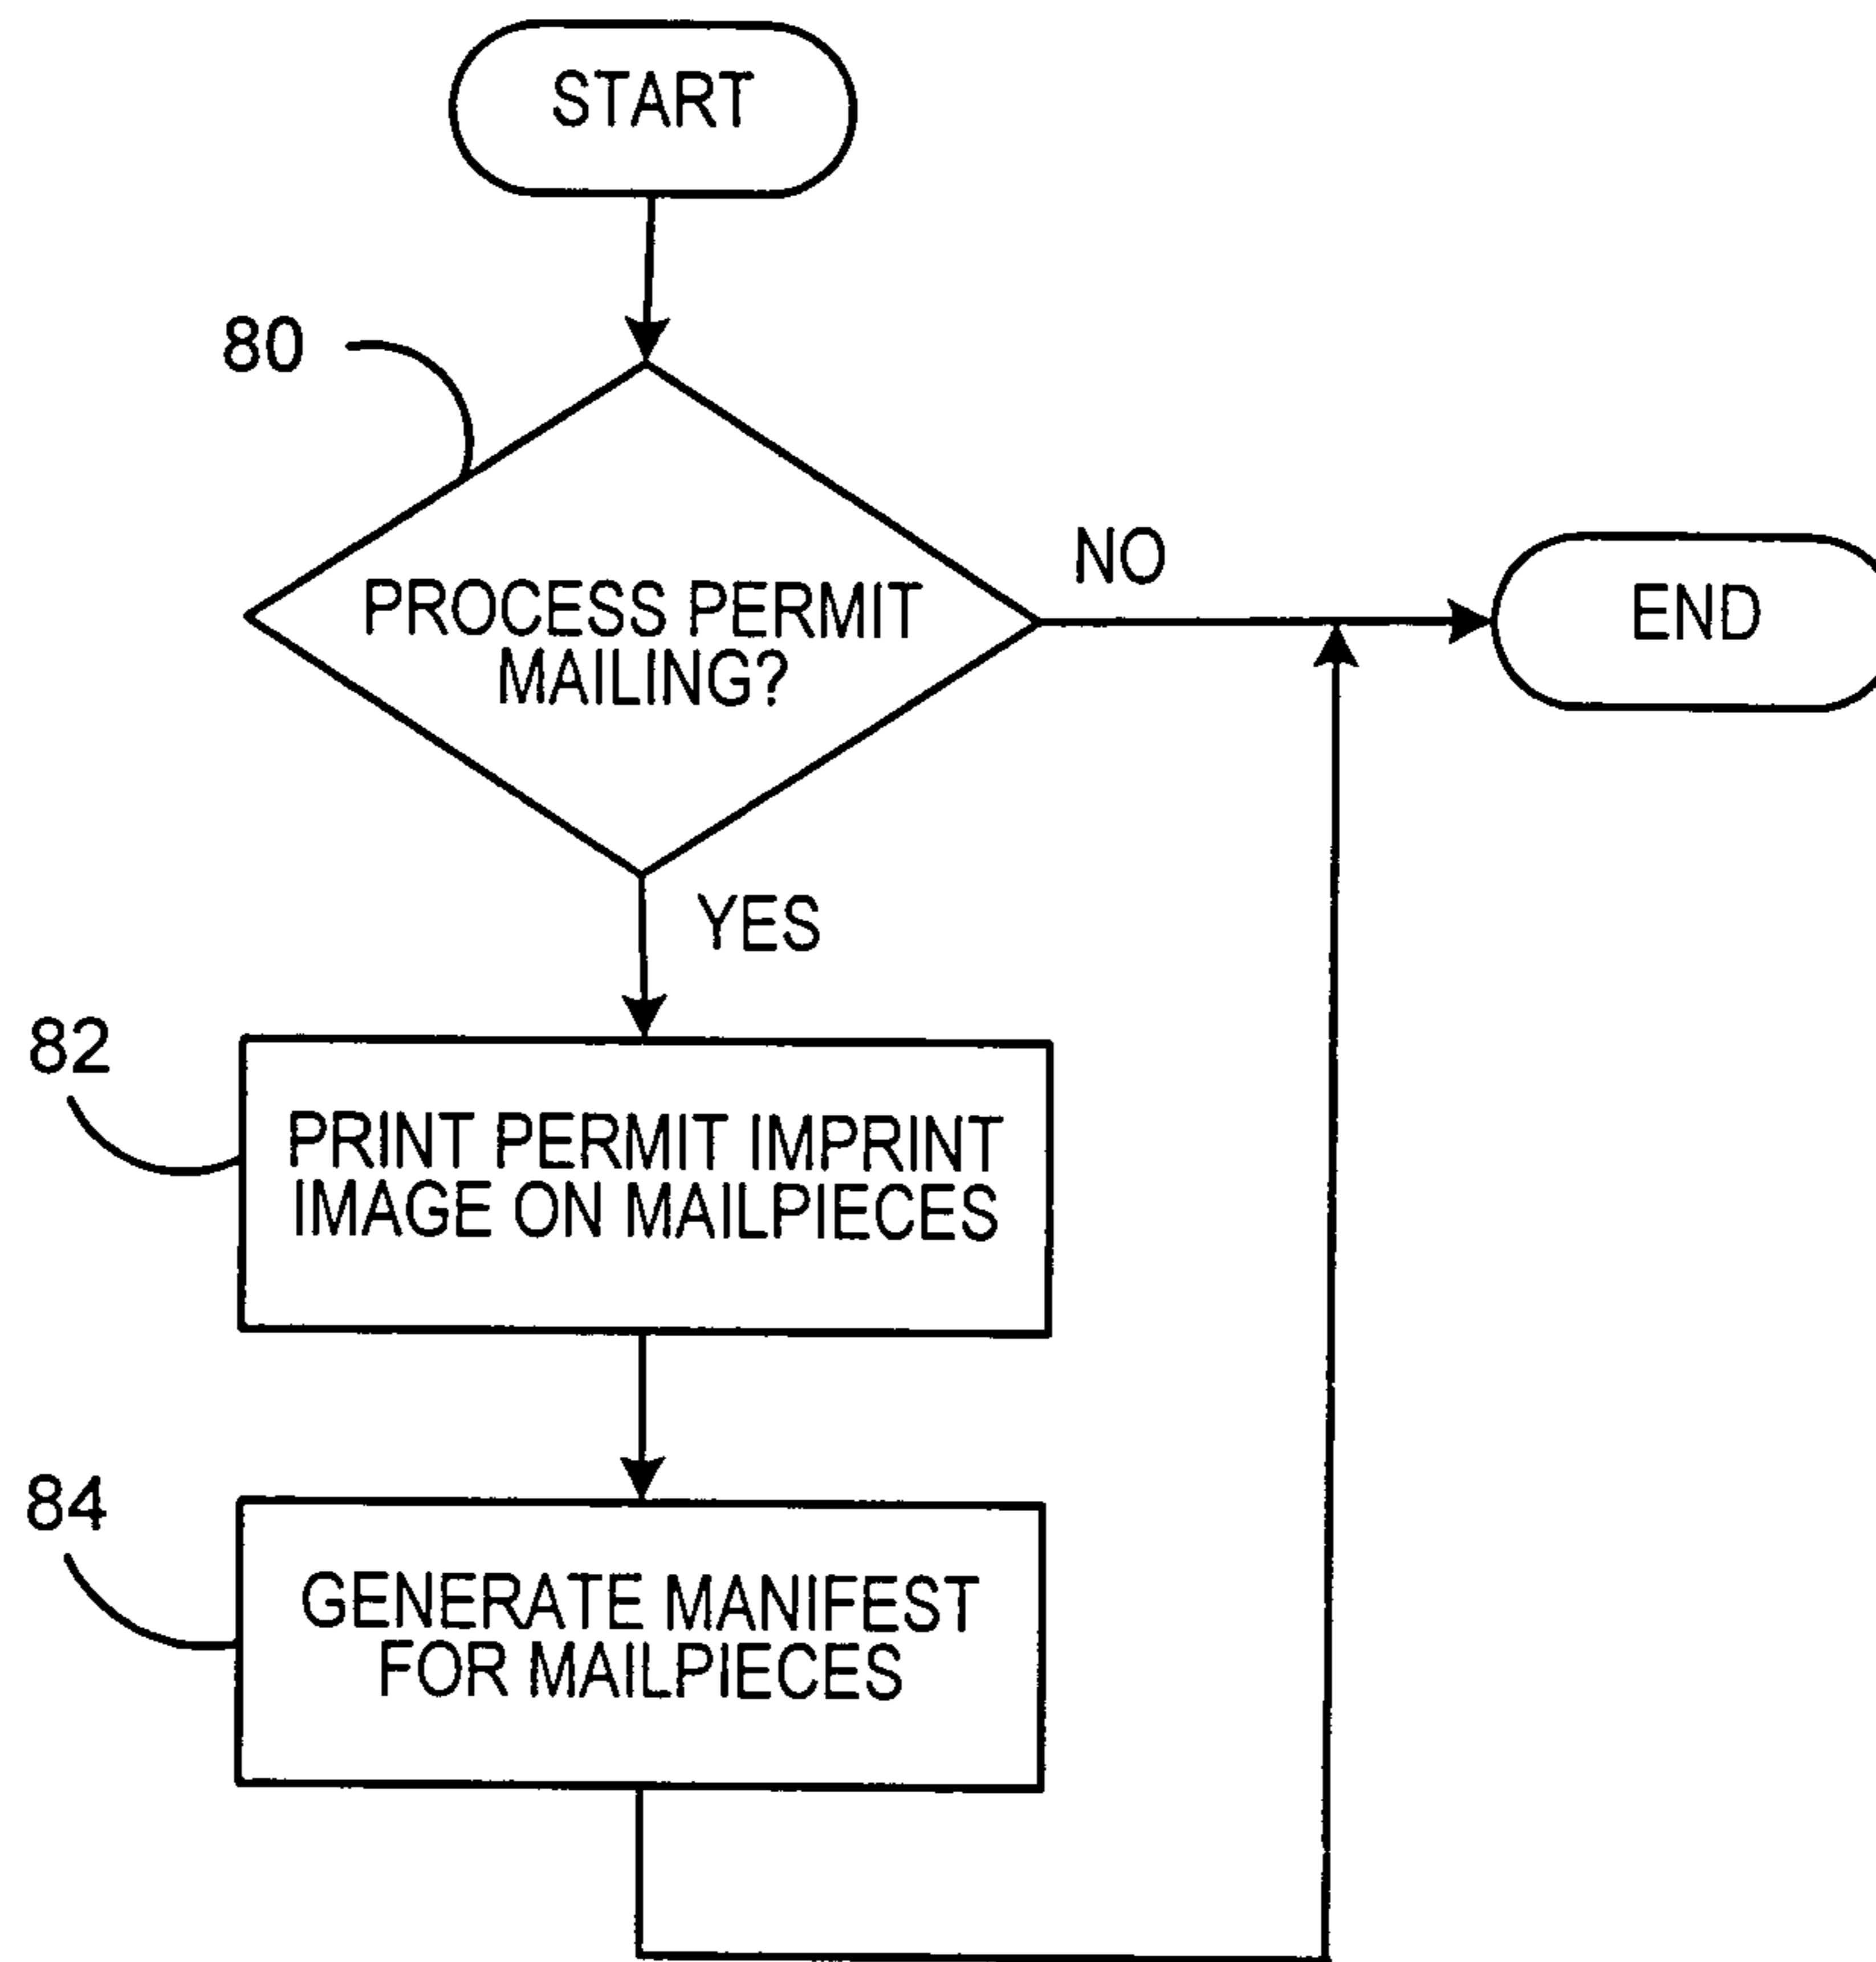 START
80
PROCESS PERMIT
MAILING?
NO
END
YES
82
PRINT PERMIT IMPRINT
IMAGE ON MAILPIECES
84
GENERATE MANIFEST
FOR MAILPIECES